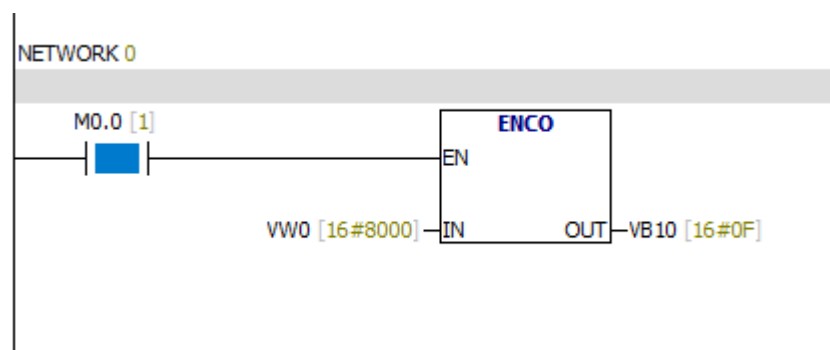 NETWORK 0
M0.0 [1]
ENCO
EN
VW0 [16#8000] IN OUT VB10 [16#0F]